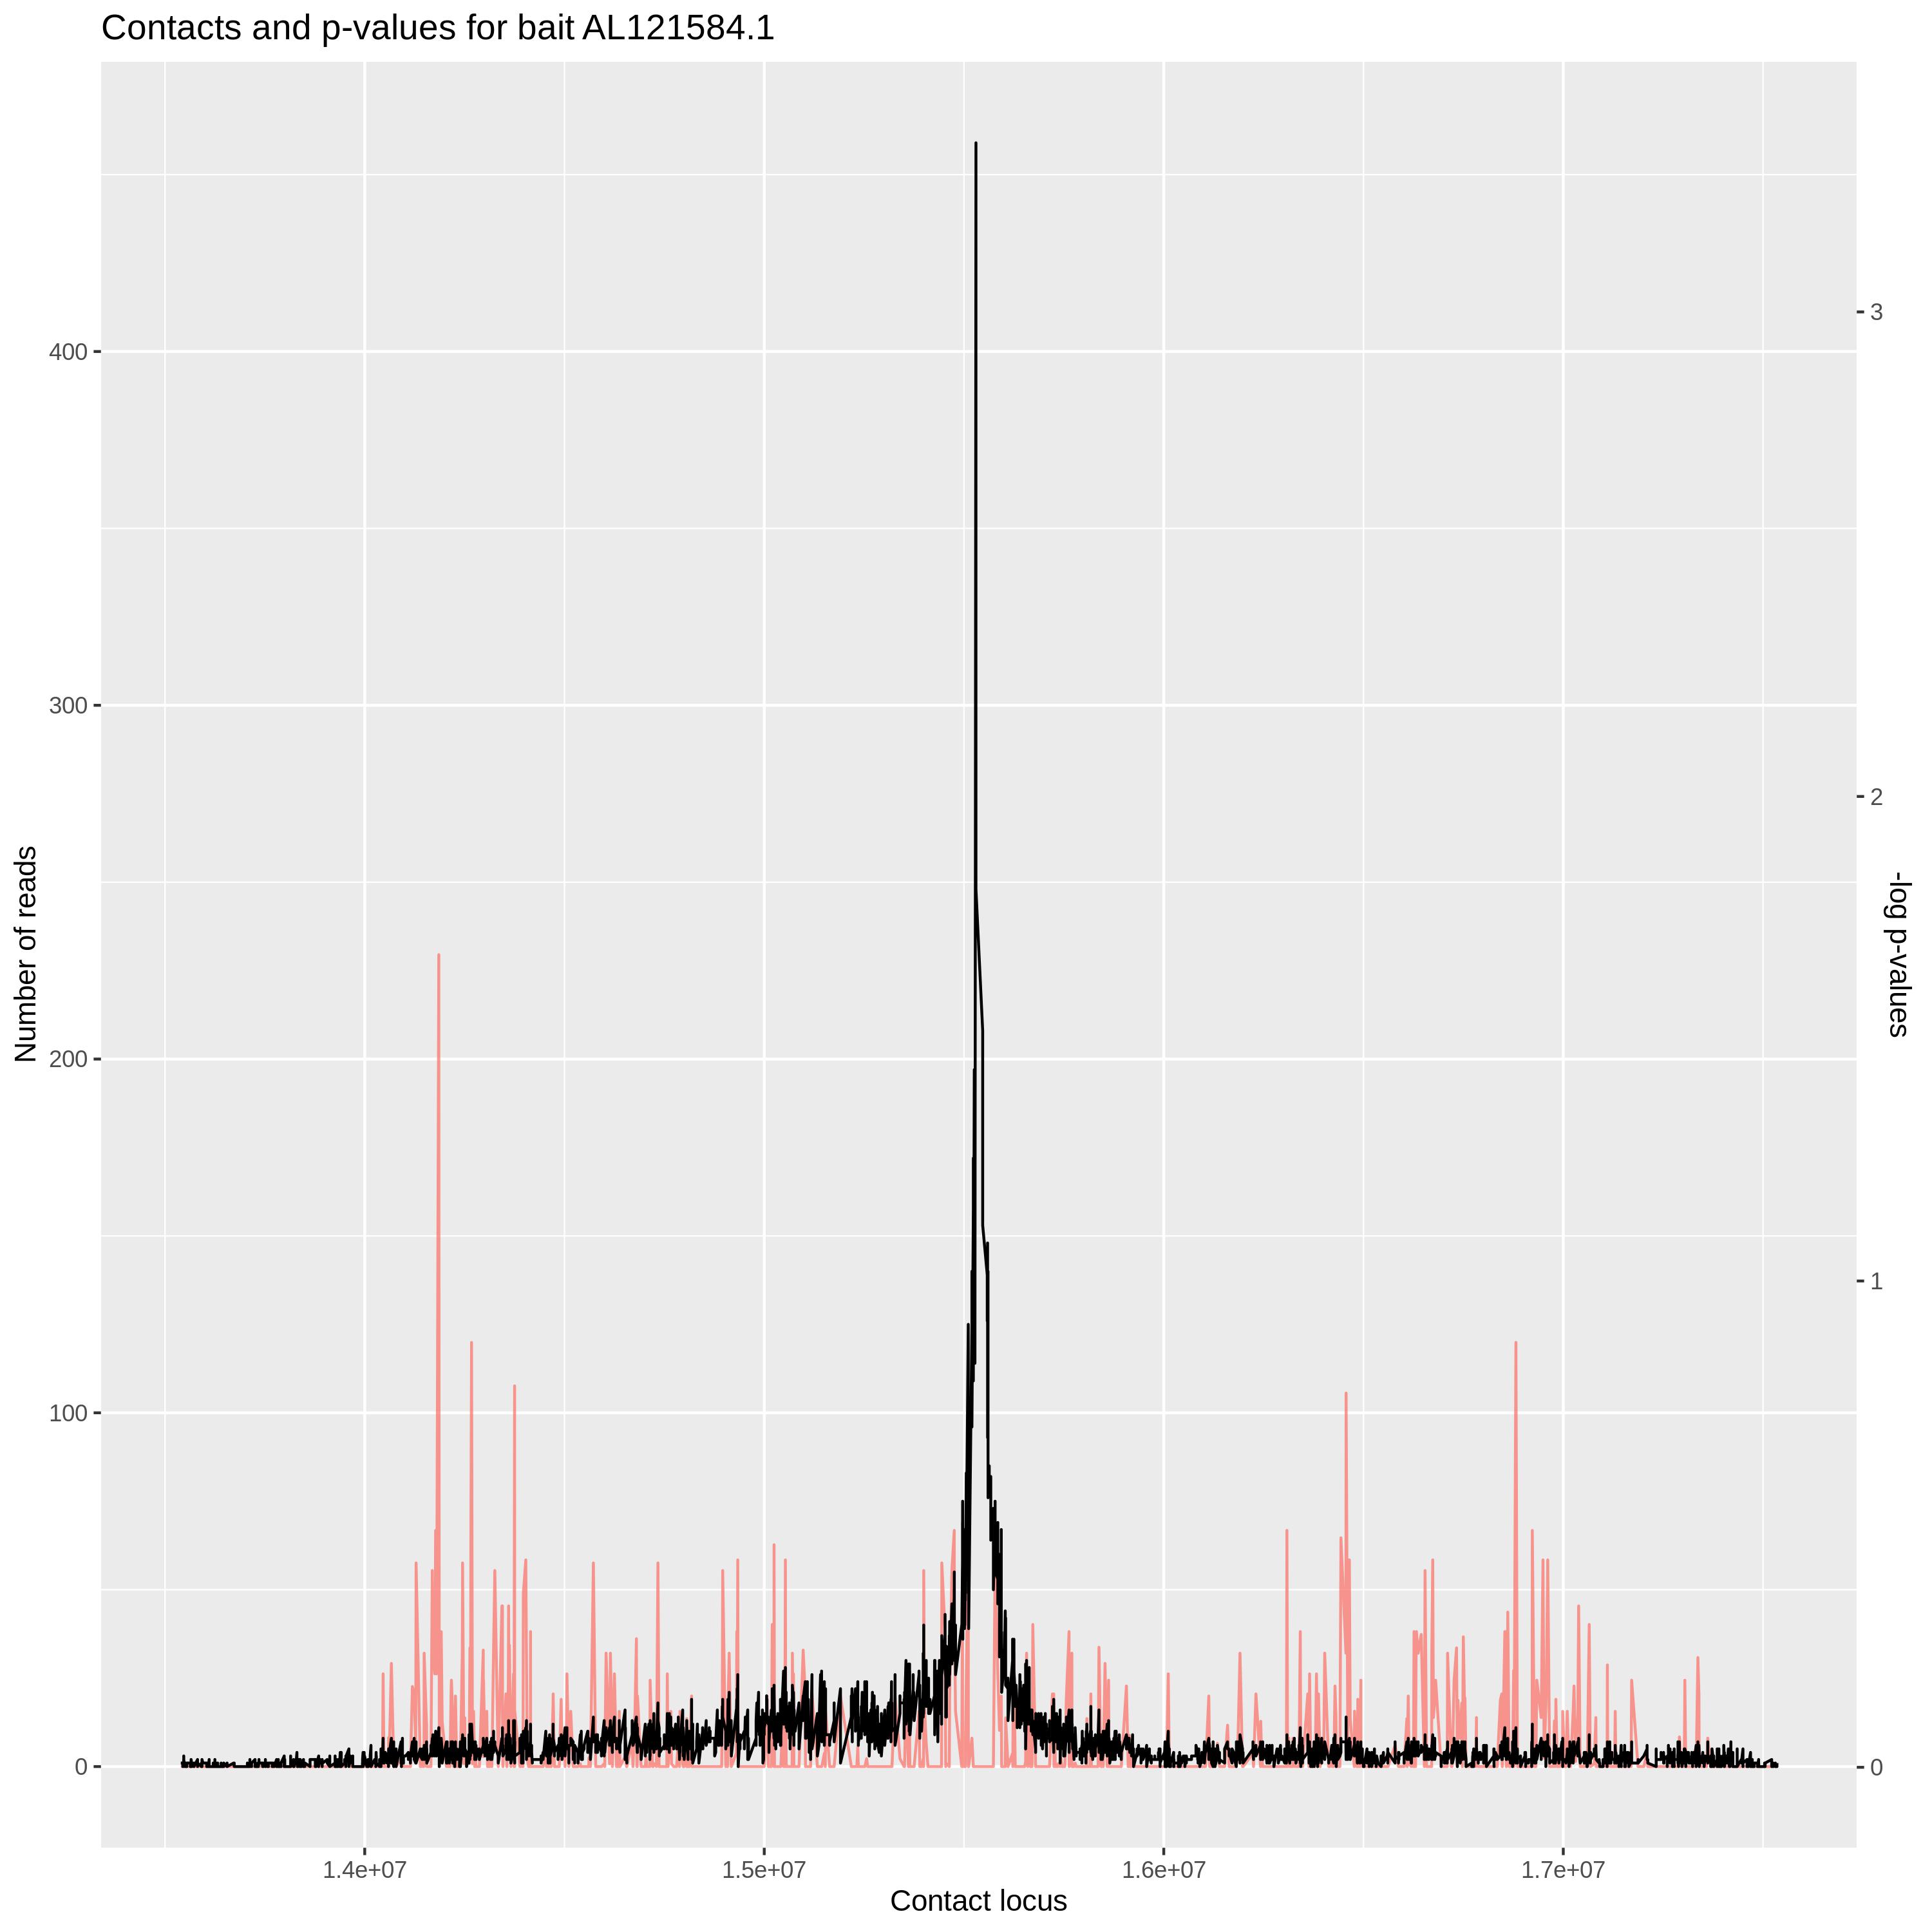 Contacts and p-values for bait AL121584.1
400
300
200
100
0
Number of reads
3
2
1
0
-log p-values
1.4e+07
1.5e+07
1.6e+07
1.7e+07
Contact locus